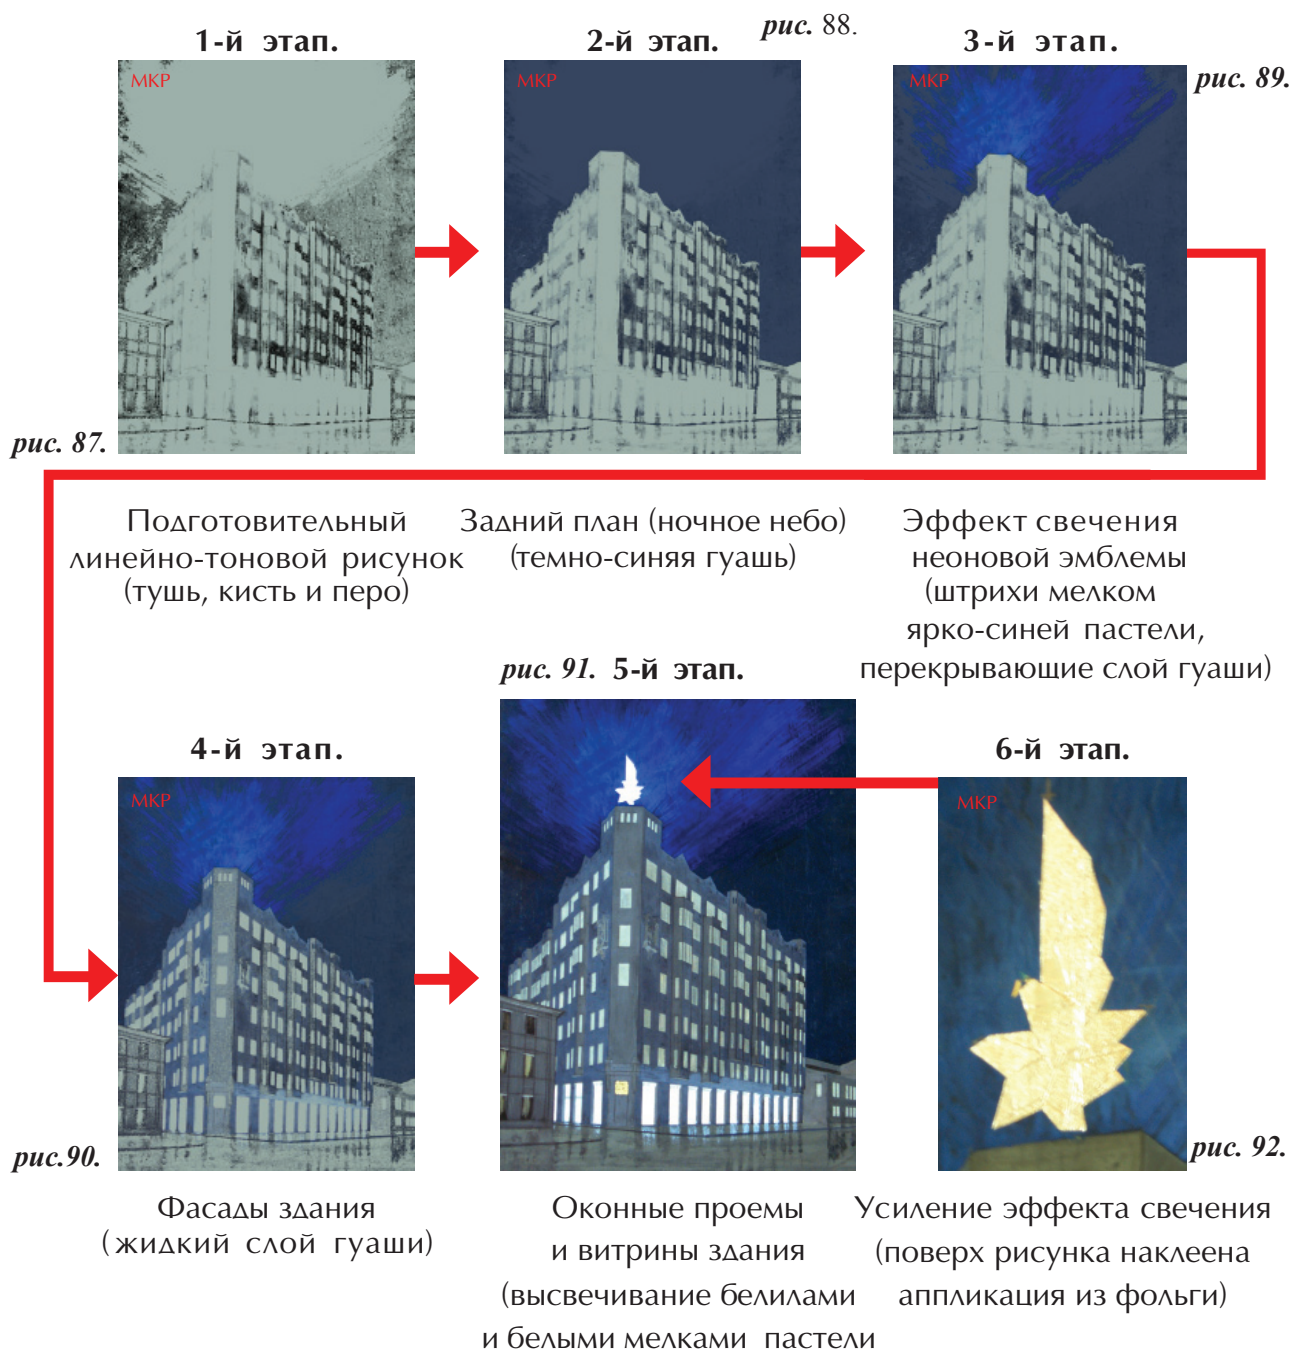 рис. 88.
1-й этап.
2-й этап.
3-й этап.
МКР
МКР
МКР
рис. 89.
рис. 87.
Подготовительный
линейно-тоновой рисунок
(тушь, кисть и перо)
Задний план (ночное небо)
(темно-синяя гуашь)
Эффект свечения
неоновой эмблемы
(штрихи мелком
ярко-синей пастели,
перекрывающие слой гуаши)
4-й этап.
рис. 91. 5-й этап.
6-й этап.
МКР
МКР
рис.90.
рис. 92.
Фасады здания
(жидкий слой гуаши)
Оконные проемы
и витрины здания
(высвечивание белилами
и белыми мелками пастели
Усиление эффекта свечения
(поверх рисунка наклеена
аппликация из фольги)